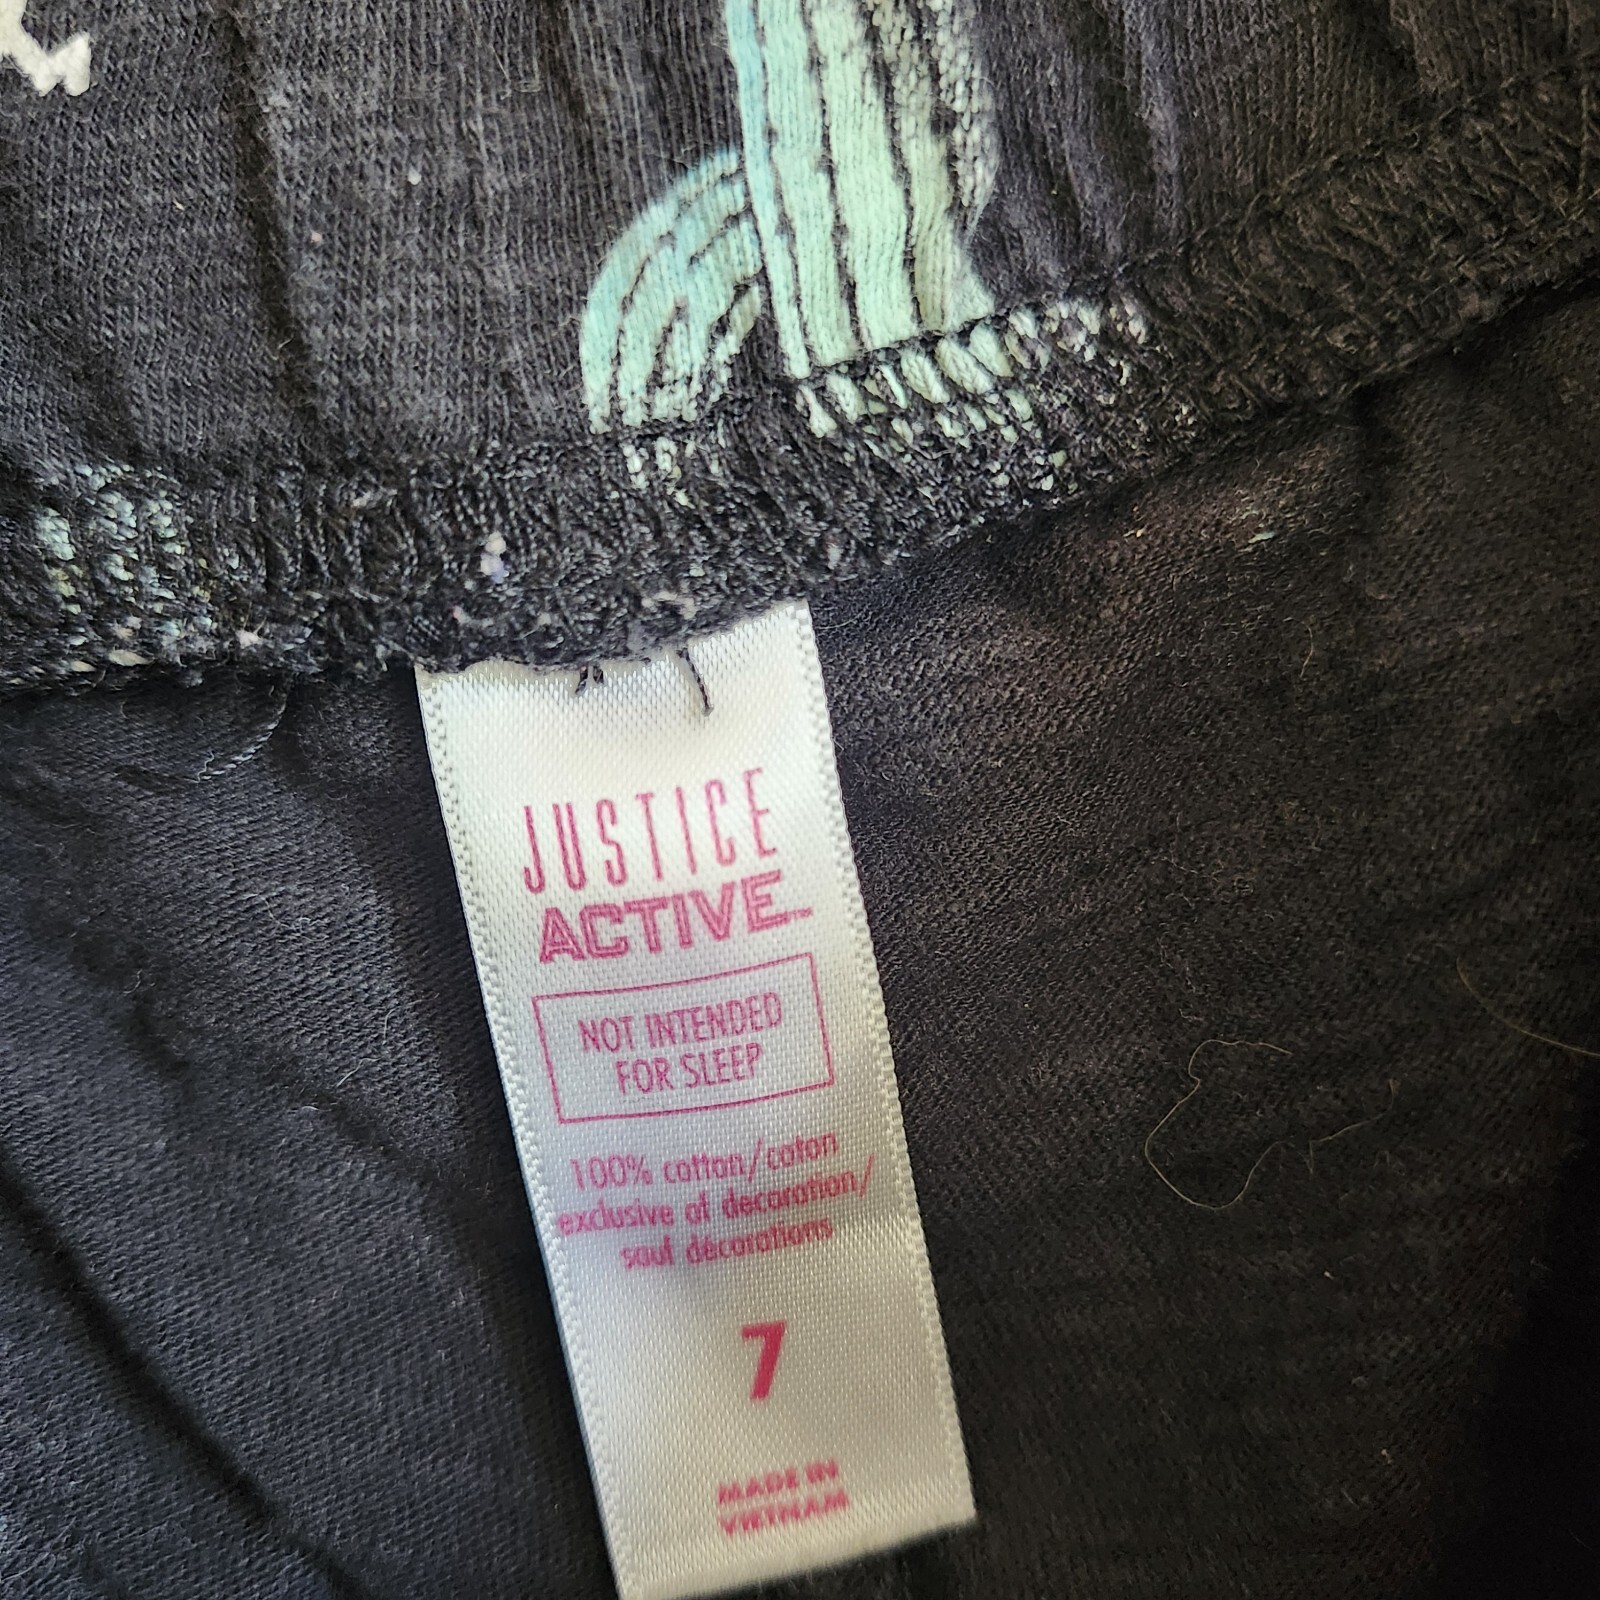 JUSTICE
ACTIVE
NOT INTENDED
FOR SLEEP
100% cotton/coton
exclusive of decoration/
sauf décorations
7
MADE IN
VIETNAM